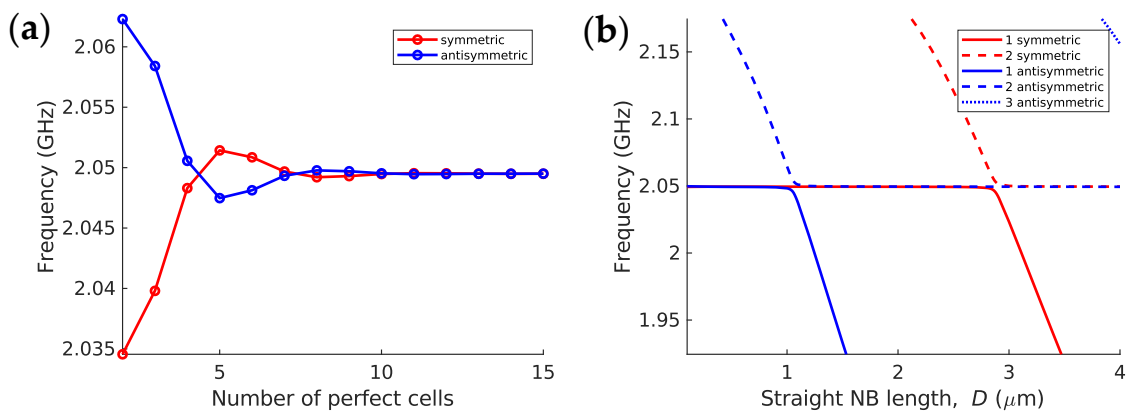 (a)
2.06
2.055
2.05
2.045
2.04
2.035
Frequency (GHz)
symmetric
antisymmetric
5
10
15
Number of perfect cells
(b)
2.15
2.1
2.05
2
1.95
Frequency (GHz)
1 symmetric
2 symmetric
1 antisymmetric
2 antisymmetric
3 antisymmetric
1
2
3
4
Straight NB length, D (μm)